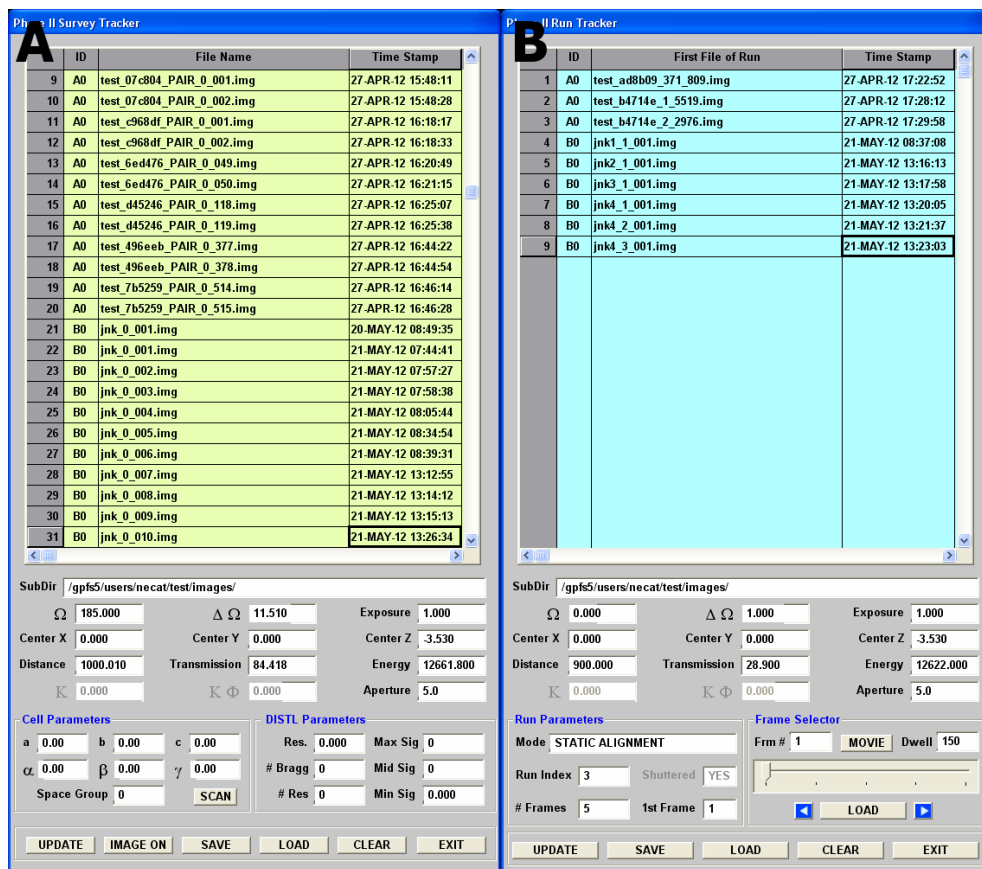 Phase II Survey Tracker
A
ID File Name Time Stamp
9 A0 test_07c804_PAIR_0_001.img 27-APR-12 15:48:11
10 A0 test_07c804_PAIR_0_002.img 27-APR-12 15:48:28
11 A0 test_c968df_PAIR_0_001.img 27-APR-12 16:18:17
12 A0 test_c968df_PAIR_0_002.img 27-APR-12 16:18:33
13 A0 test_6ed476_PAIR_0_049.img 27-APR-12 16:20:49
14 A0 test_6ed476_PAIR_0_050.img 27-APR-12 16:21:15
15 A0 test_d45246_PAIR_0_118.img 27-APR-12 16:25:07
16 A0 test_d45246_PAIR_0_119.img 27-APR-12 16:25:38
17 A0 test_496eeb_PAIR_0_377.img 27-APR-12 16:44:22
18 A0 test_496eeb_PAIR_0_378.img 27-APR-12 16:44:54
19 A0 test_7b5259_PAIR_0_514.img 27-APR-12 16:46:14
20 A0 test_7b5259_PAIR_0_515.img 27-APR-12 16:46:28
21 B0 jnk_0_001.img 20-MAY-12 08:49:35
22 B0 jnk_0_001.img 21-MAY-12 07:44:41
23 B0 jnk_0_002.img 21-MAY-12 07:57:27
24 B0 jnk_0_003.img 21-MAY-12 07:58:38
25 B0 jnk_0_004.img 21-MAY-12 08:05:44
26 B0 jnk_0_005.img 21-MAY-12 08:34:54
27 B0 jnk_0_006.img 21-MAY-12 08:39:31
28 B0 jnk_0_007.img 21-MAY-12 13:12:55
29 B0 jnk_0_008.img 21-MAY-12 13:14:12
30 B0 jnk_0_009.img 21-MAY-12 13:15:13
31 B0 jnk_0_010.img 21-MAY-12 13:26:34
SubDir /gpfs5/users/necat/test/images/
Ω 185.000 Δ Ω 11.510 Exposure 1.000
Center X 0.000 Center Y 0.000 Center Z -3.530
Distance 1000.010 Transmission 84.418 Energy 12661.800
K 0.000 K Φ 0.000 Aperture 5.0
Cell Parameters
a 0.00 b 0.00 c 0.00
α 0.00 β 0.00 γ 0.00
Space Group 0 SCAN
DISTL Parameters
Res. 0.000 Max Sig 0
# Bragg 0 Mid Sig 0
# Res 0 Min Sig 0.000
UPDATE IMAGE ON SAVE LOAD CLEAR EXIT
Phase II Run Tracker
B
ID First File of Run Time Stamp
1 A0 test_ad8b09_371_809.img 27-APR-12 17:22:52
2 A0 test_b4714e_1_5519.img 27-APR-12 17:28:12
3 A0 test_b4714e_2_2976.img 27-APR-12 17:29:58
4 B0 jnk1_1_001.img 21-MAY-12 08:37:08
5 B0 jnk2_1_001.img 21-MAY-12 13:16:13
6 B0 jnk3_1_001.img 21-MAY-12 13:17:58
7 B0 jnk4_1_001.img 21-MAY-12 13:20:05
8 B0 jnk4_2_001.img 21-MAY-12 13:21:37
9 B0 jnk4_3_001.img 21-MAY-12 13:23:03
SubDir /gpfs5/users/necat/test/images/
Ω 0.000 Δ Ω 1.000 Exposure 1.000
Center X 0.000 Center Y 0.000 Center Z -3.530
Distance 900.000 Transmission 28.900 Energy 12622.000
K 0.000 K Φ 0.000 Aperture 5.0
Run Parameters
Mode STATIC ALIGNMENT
Run Index 3 Shuttered YES
# Frames 5 1st Frame 1
Frame Selector
Frm # 1 MOVIE Dwell 150
LOAD
UPDATE SAVE LOAD CLEAR EXIT